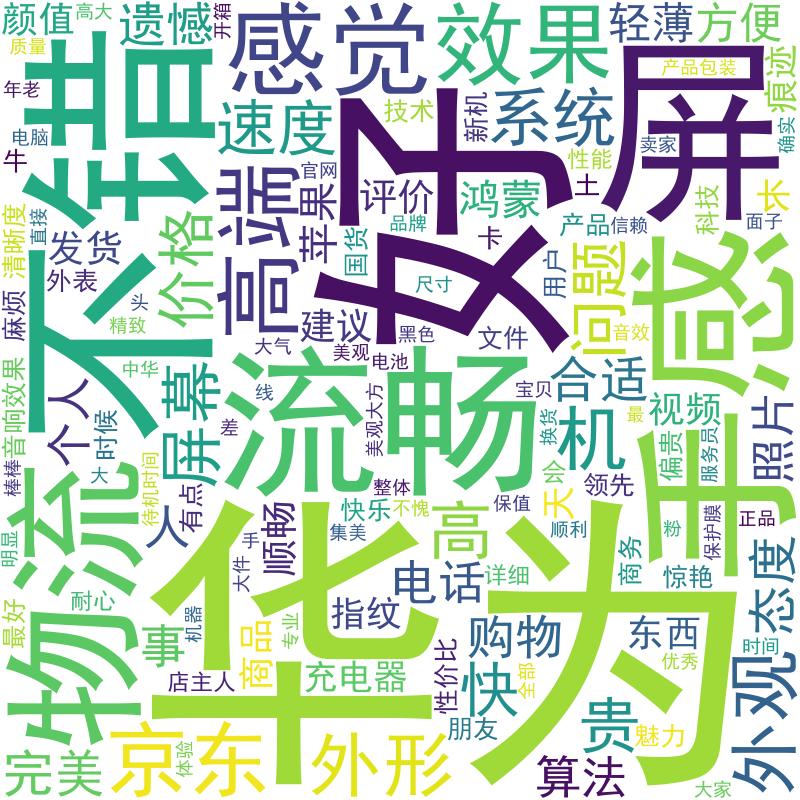 颜值
高大
遗憾
开箱
感觉
效果
轻薄
方便
质量
不错
年老
电脑
牛
速度
技术
新机
系统
屏
产品包装
痕迹
卖家
确实
好
高端
官网
苹果
评价
鸿蒙
性能
土
品牌
卡
产品
信赖
科技
长
面子
清晰度
直接
发货
外表
价格
国货
尺寸
用户
问题
感
麻烦
头
精致
建议
黑色
文件
音效
大气
美观
电池
中华
音响效果
个人
屏幕
流畅
线
差
美观大方
宝贝
合适
机
换货
最
视频
偏贵
服务员
照片
棒棒
时候
大
待机时间
有点
整体
快乐
不愧
保值
天
讼
领先
手
粉
保护膜
正品
明显
物流
人
顺畅
集美
高
顺利
商务
惊艳
态度
华为
手
大件
电话
详细
最好
耐心
机器
专业
指纹
购物
东西
时间
优秀
外观
事
商品
店主人
充电器
性价比
快
全部
朋友
贵
魅力
完美
京东
体验
外形
算法
大家